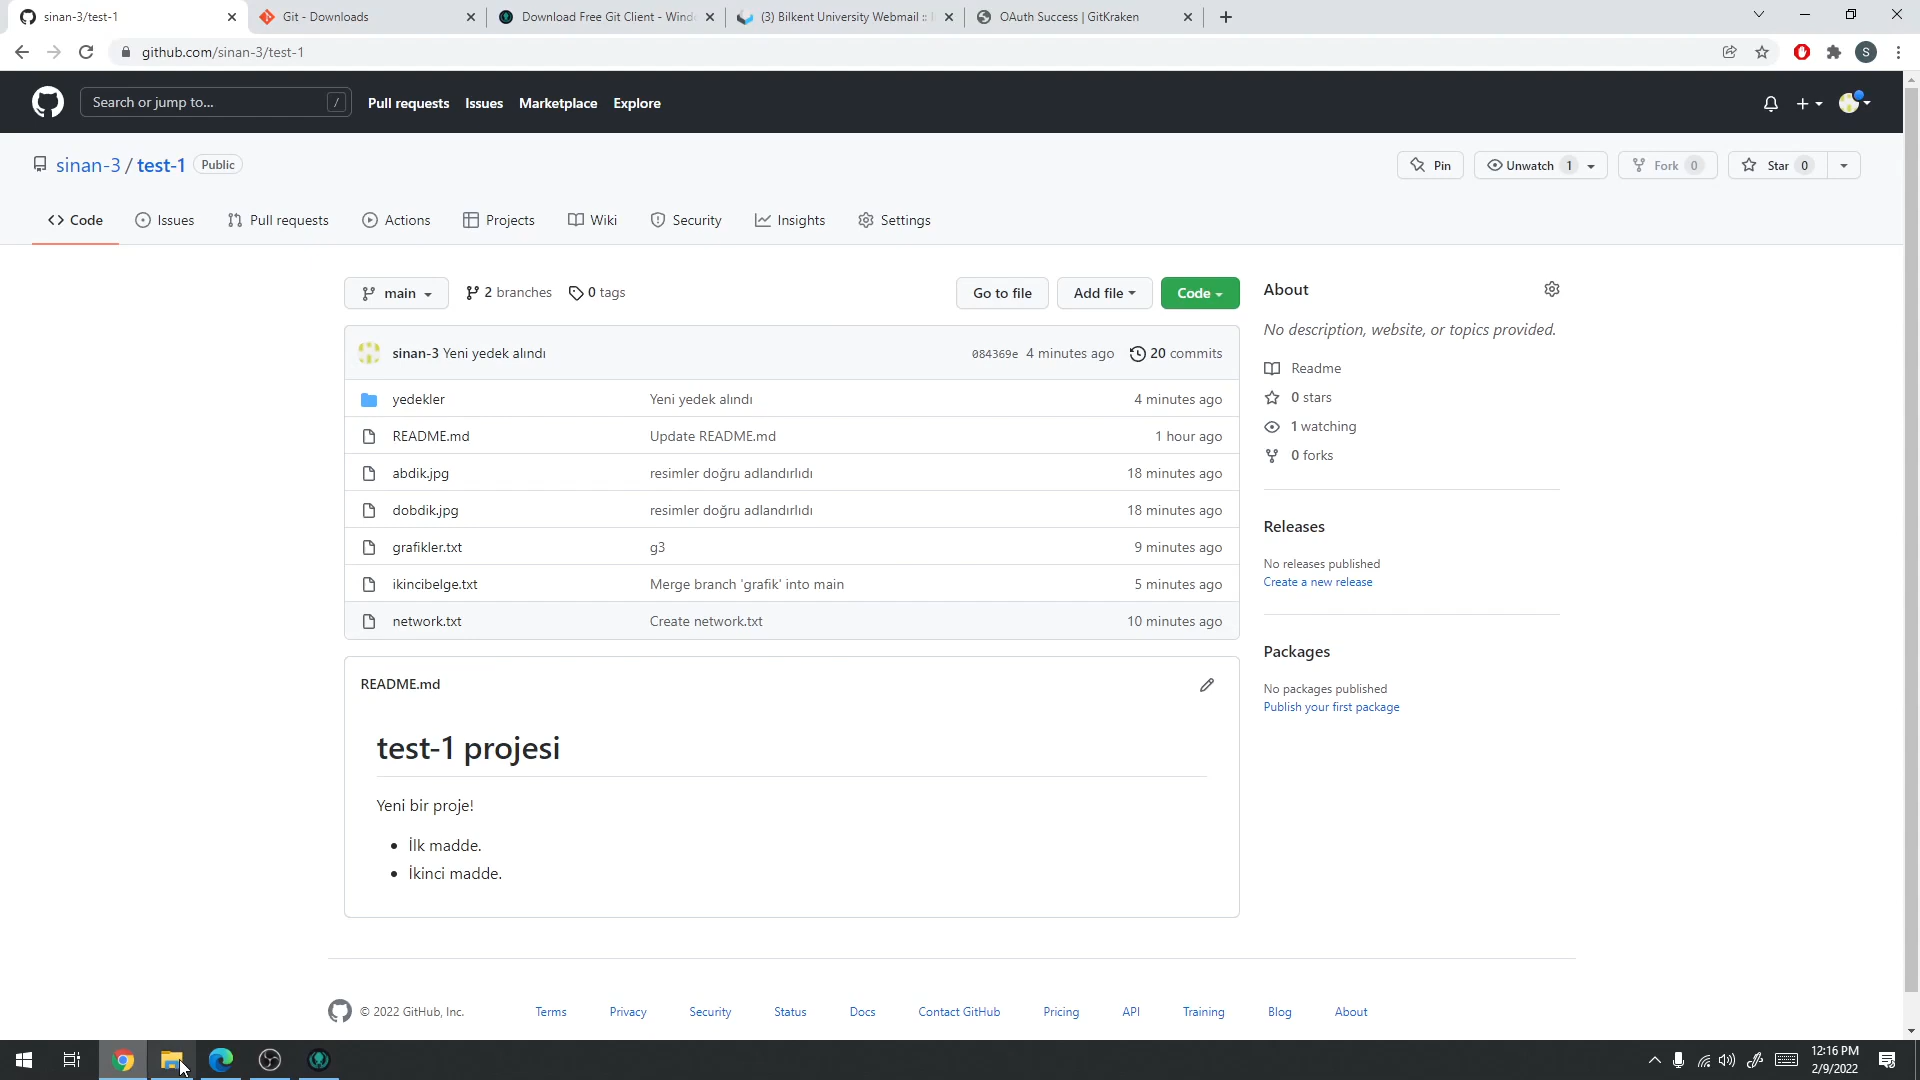 sinan-3/test-1
Git - Downloads
Download Free Git Client - Wind
(3) Bilkent University Webmail ::
OAuth Success | GitKraken
github.com/sinan-3/test-1
S
Search or jump to...
/
Pull requests
Issues
Marketplace
Explore
sinan-3 / test-1
Public
Pin
Unwatch 1
Fork 0
Star 0
Code
Issues
Pull requests
Actions
Projects
Wiki
Security
Insights
Settings
main
2 branches
0 tags
Go to file
Add file
Code
sinan-3 Yeni yedek alındı
084369e 4 minutes ago
20 commits
yedekler Yeni yedek alındı 4 minutes ago
README.md Update README.md 1 hour ago
abdik.jpg resimler doğru adlandırlıdı 18 minutes ago
dobdik.jpg resimler doğru adlandırlıdı 18 minutes ago
grafikler.txt g3 9 minutes ago
ikincibelge.txt Merge branch 'grafik' into main 5 minutes ago
network.txt Create network.txt 10 minutes ago
README.md
test-1 projesi
Yeni bir proje!
• İlk madde.
• İkinci madde.
About
No description, website, or topics provided.
Readme
0 stars
1 watching
0 forks
Releases
No releases published
Create a new release
Packages
No packages published
Publish your first package
© 2022 GitHub, Inc.
Terms
Privacy
Security
Status
Docs
Contact GitHub
Pricing
API
Training
Blog
About
12:16 PM
2/9/2022